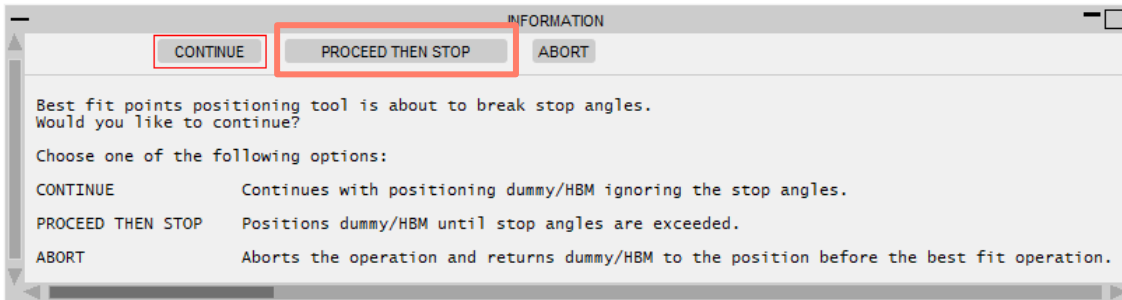 INFORMATION
CONTINUE PROCEED THEN STOP ABORT
Best fit points positioning tool is about to break stop angles.
Would you like to continue?
Choose one of the following options:
CONTINUE Continues with positioning dummy/HBM ignoring the stop angles.
PROCEED THEN STOP Positions dummy/HBM until stop angles are exceeded.
ABORT Aborts the operation and returns dummy/HBM to the position before the best fit operation.